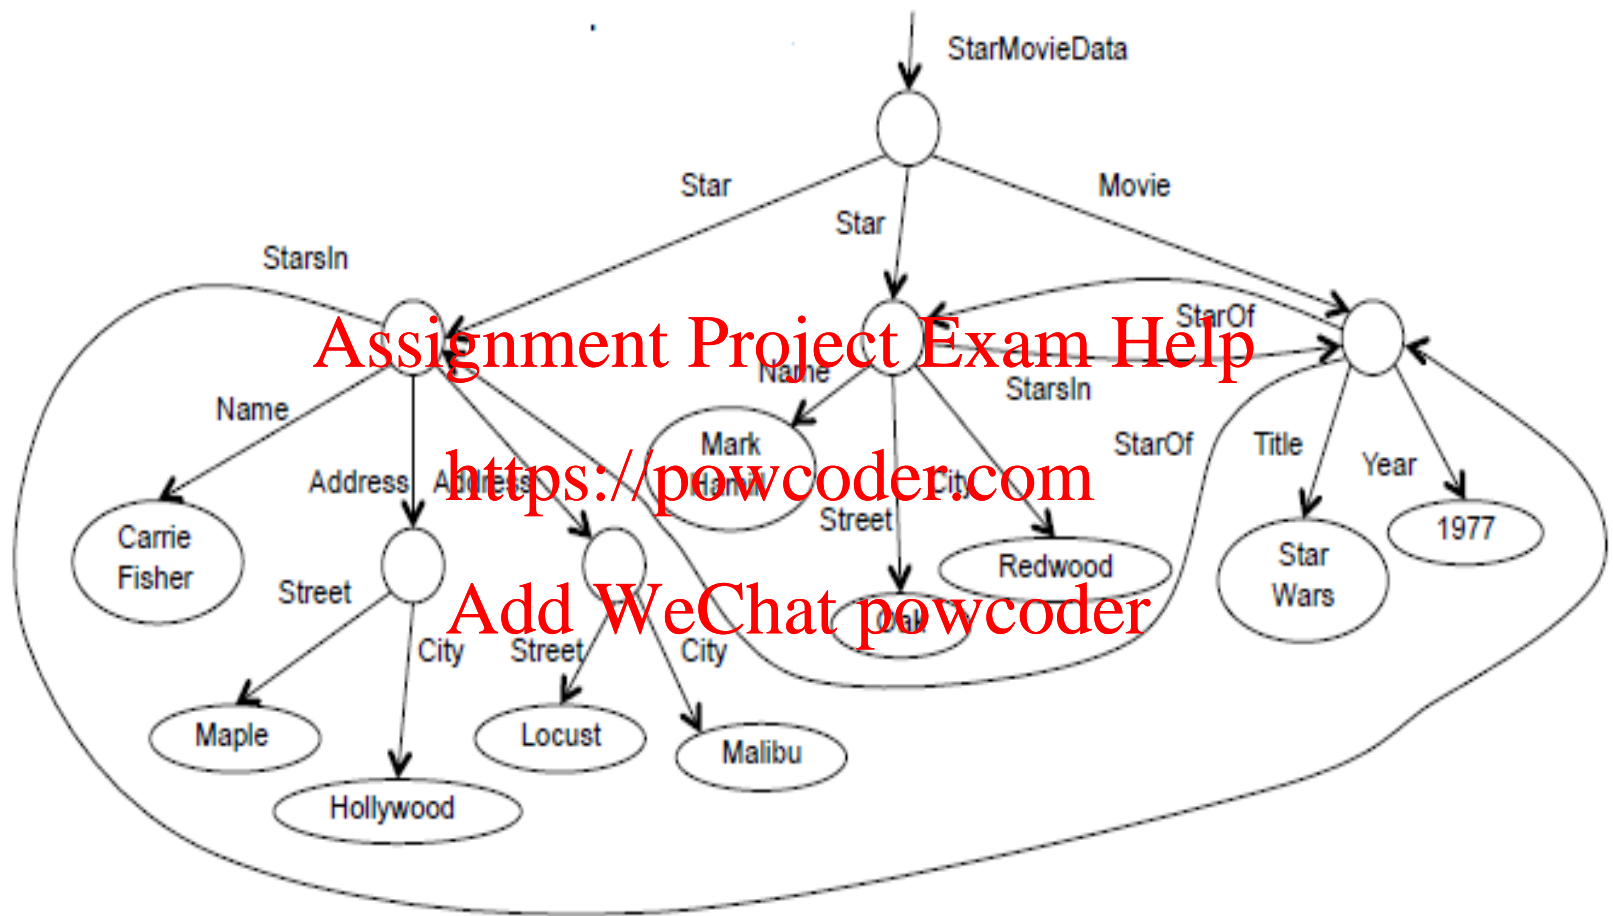 StarMovieData
Star
Movie
Star
StarsIn
StarOf
Assignment Project Exam Help
Name
StarsIn
Name
Mark
Hamill
StarOf
Title
Year
Address
Address
https://powcoder.com
City
Street
Carrie
Fisher
1977
Star
Wars
Redwood
Street
Add WeChat powcoder
Oak
City
Street
City
Maple
Locust
Malibu
Hollywood